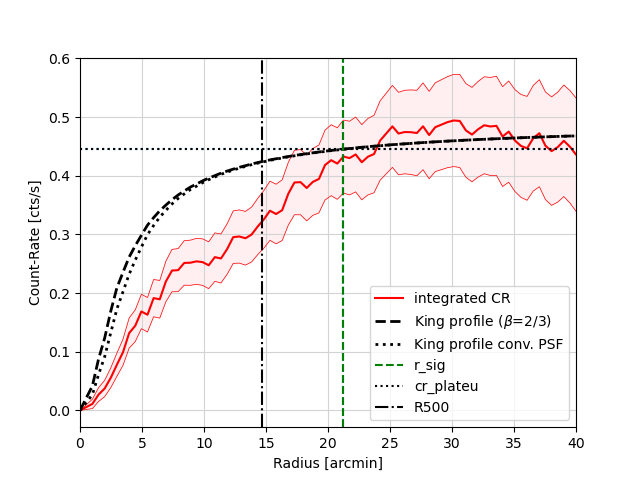 0.6
0.5
0.4
0.3
0.2
0.1
0.0
Count-Rate [cts/s]
integrated CR
King profile (β=2/3)
King profile conv. PSF
r_sig
cr_plateu
R500
0 5 10 15 20 25 30 35 40
Radius [arcmin]